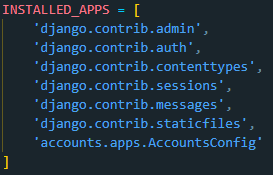 INSTALLED_APPS = [
    'django.contrib.admin',
    'django.contrib.auth',
    'django.contrib.contenttypes',
    'django.contrib.sessions',
    'django.contrib.messages',
    'django.contrib.staticfiles',
    'accounts.apps.AccountsConfig'
]